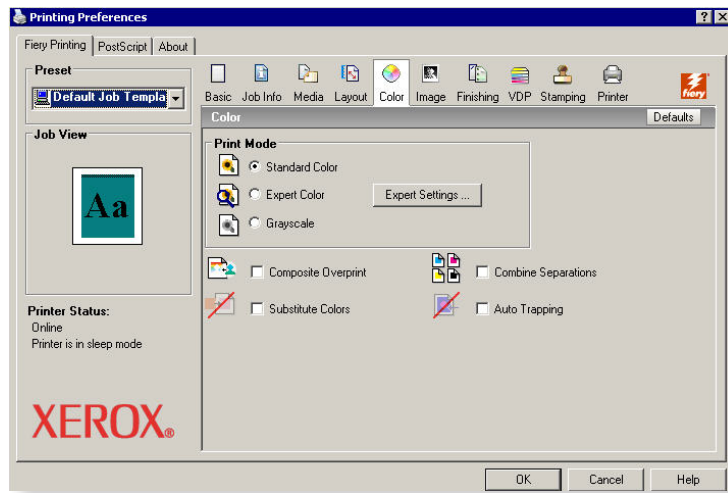 Printing Preferences
Fiery Printing PostScript About
Preset
Default Job Templa
Job View
Aa
Printer Status:
Online
Printer is in sleep mode
XEROX®
Basic Job Info Media Layout Color Image Finishing VDP Stamping Printer
fiery
Color Defaults
Print Mode
Standard Color
Expert Color Expert Settings ...
Grayscale
Composite Overprint Combine Separations
Substitute Colors Auto Trapping
OK Cancel Help